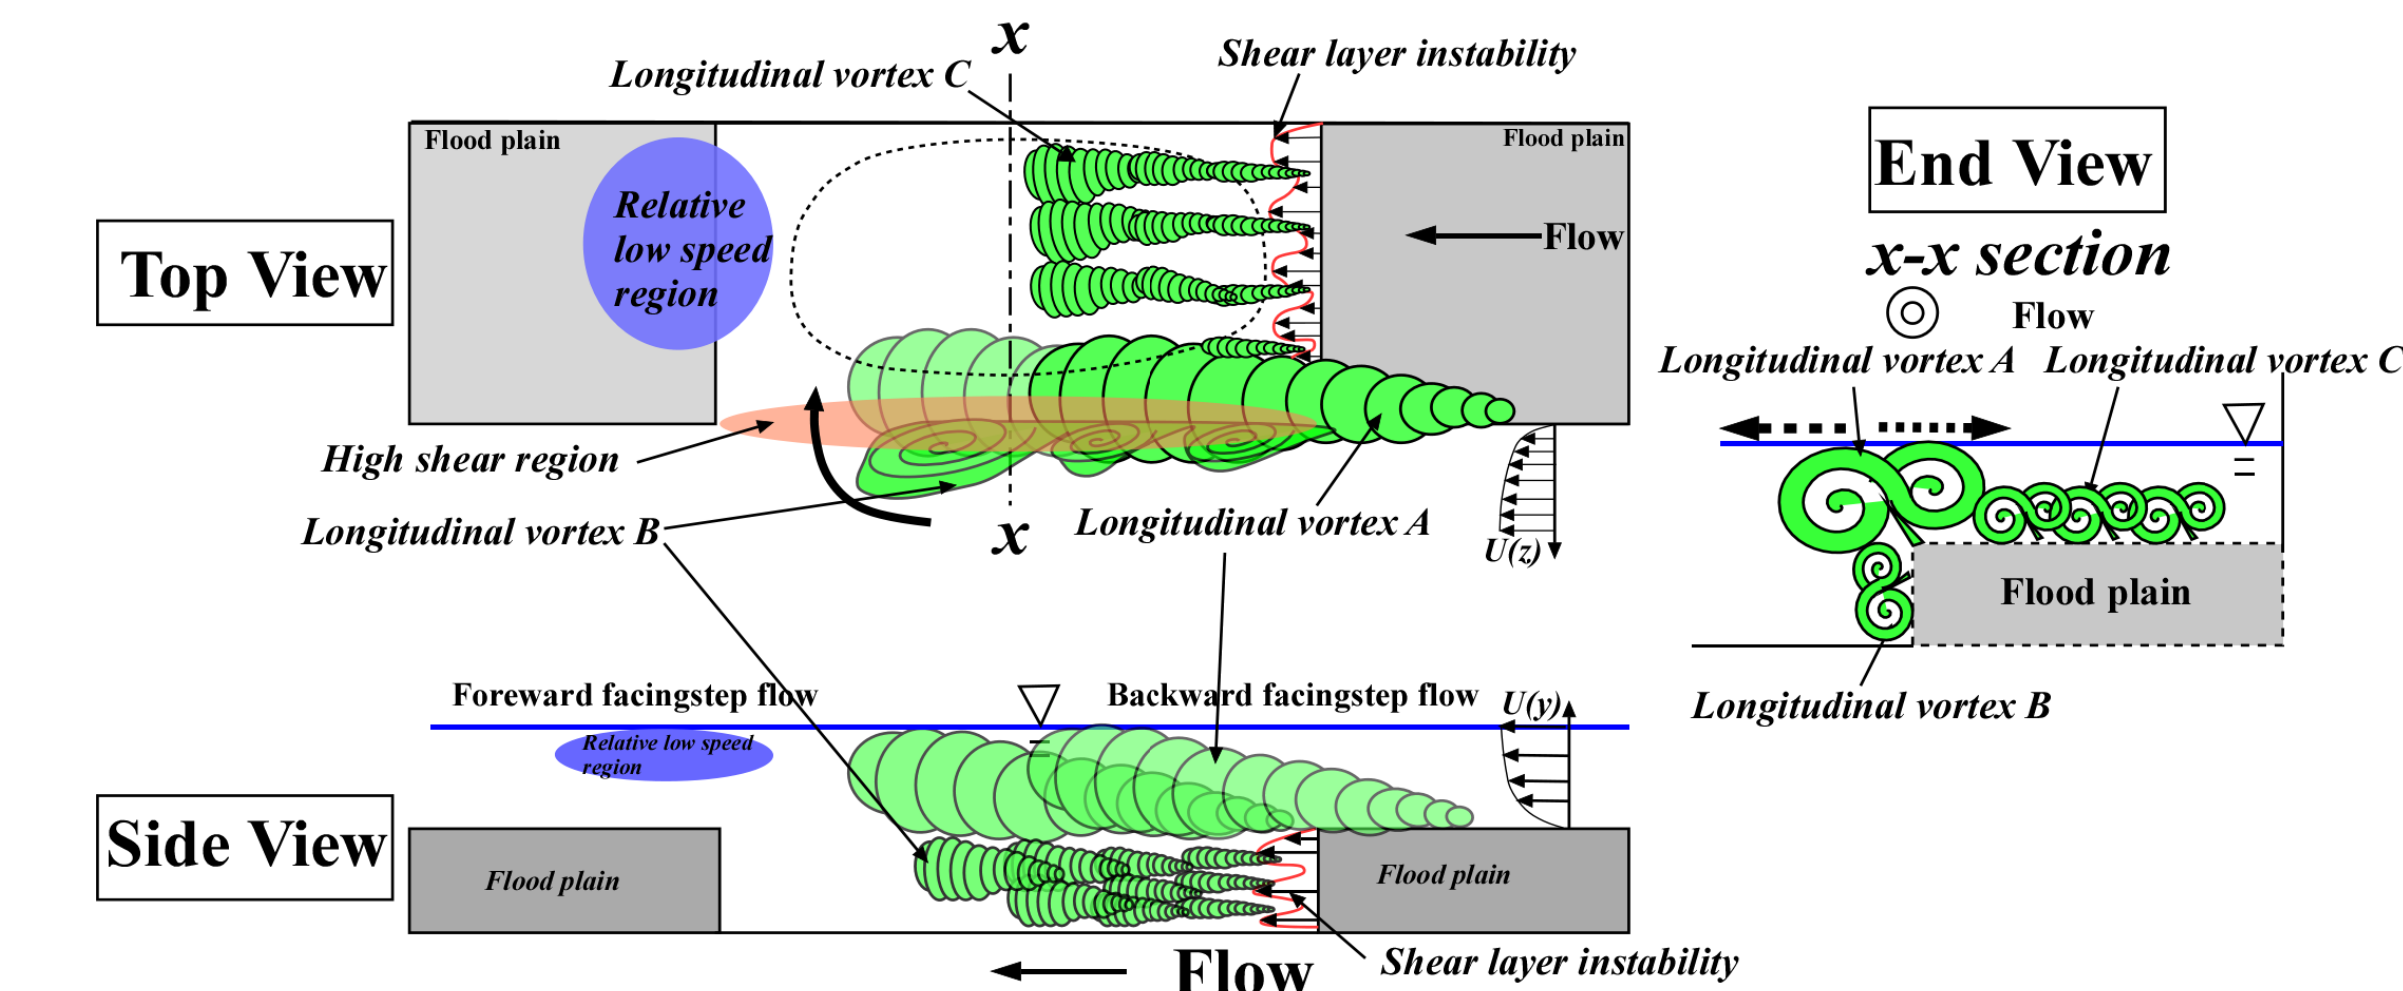 x
Shear layer instability
Longitudinal vortex C
Flood plain
Flood plain
Relative
low speed
region
Flow
Top View
High shear region
Longitudinal vortex B
Longitudinal vortex A
x
U(z)
End View
x-x section
Flow
Longitudinal vortex A
Longitudinal vortex C
Flood plain
Longitudinal vortex B
Foreward facingstep flow
Backward facingstep flow
U(y)
Relative low speed
region
Side View
Flood plain
Flood plain
Flow
Shear layer instability